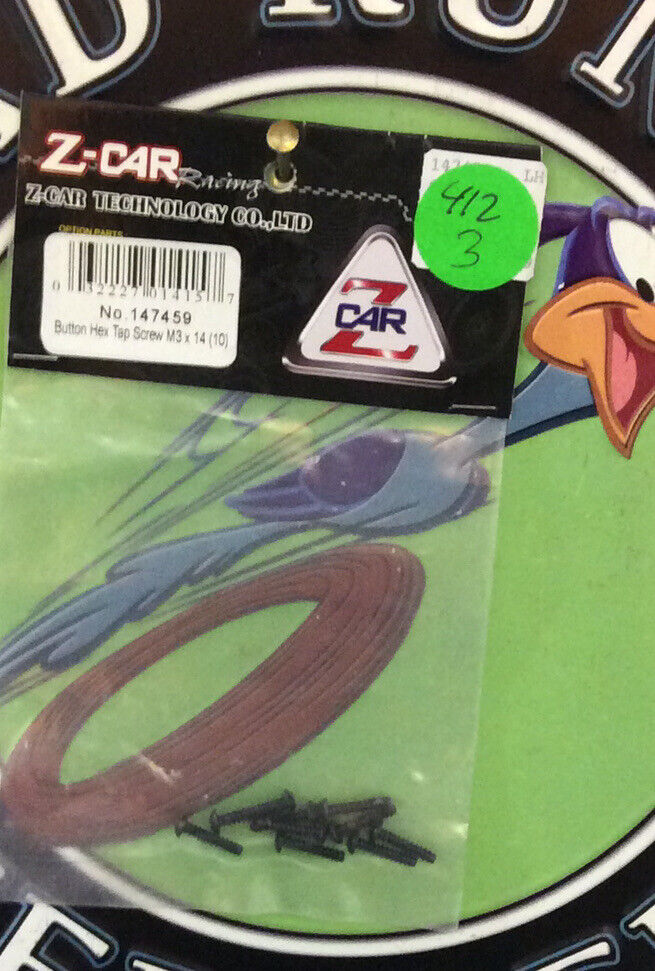 Z-CAR Racing
Z-CAR TECHNOLOGY CO.,LTD
OPTION PARTS
0 32227 01415 7
No.147459
Button Hex Tap Screw M3 x 14 (10)
LH
412
3
Z
CAR